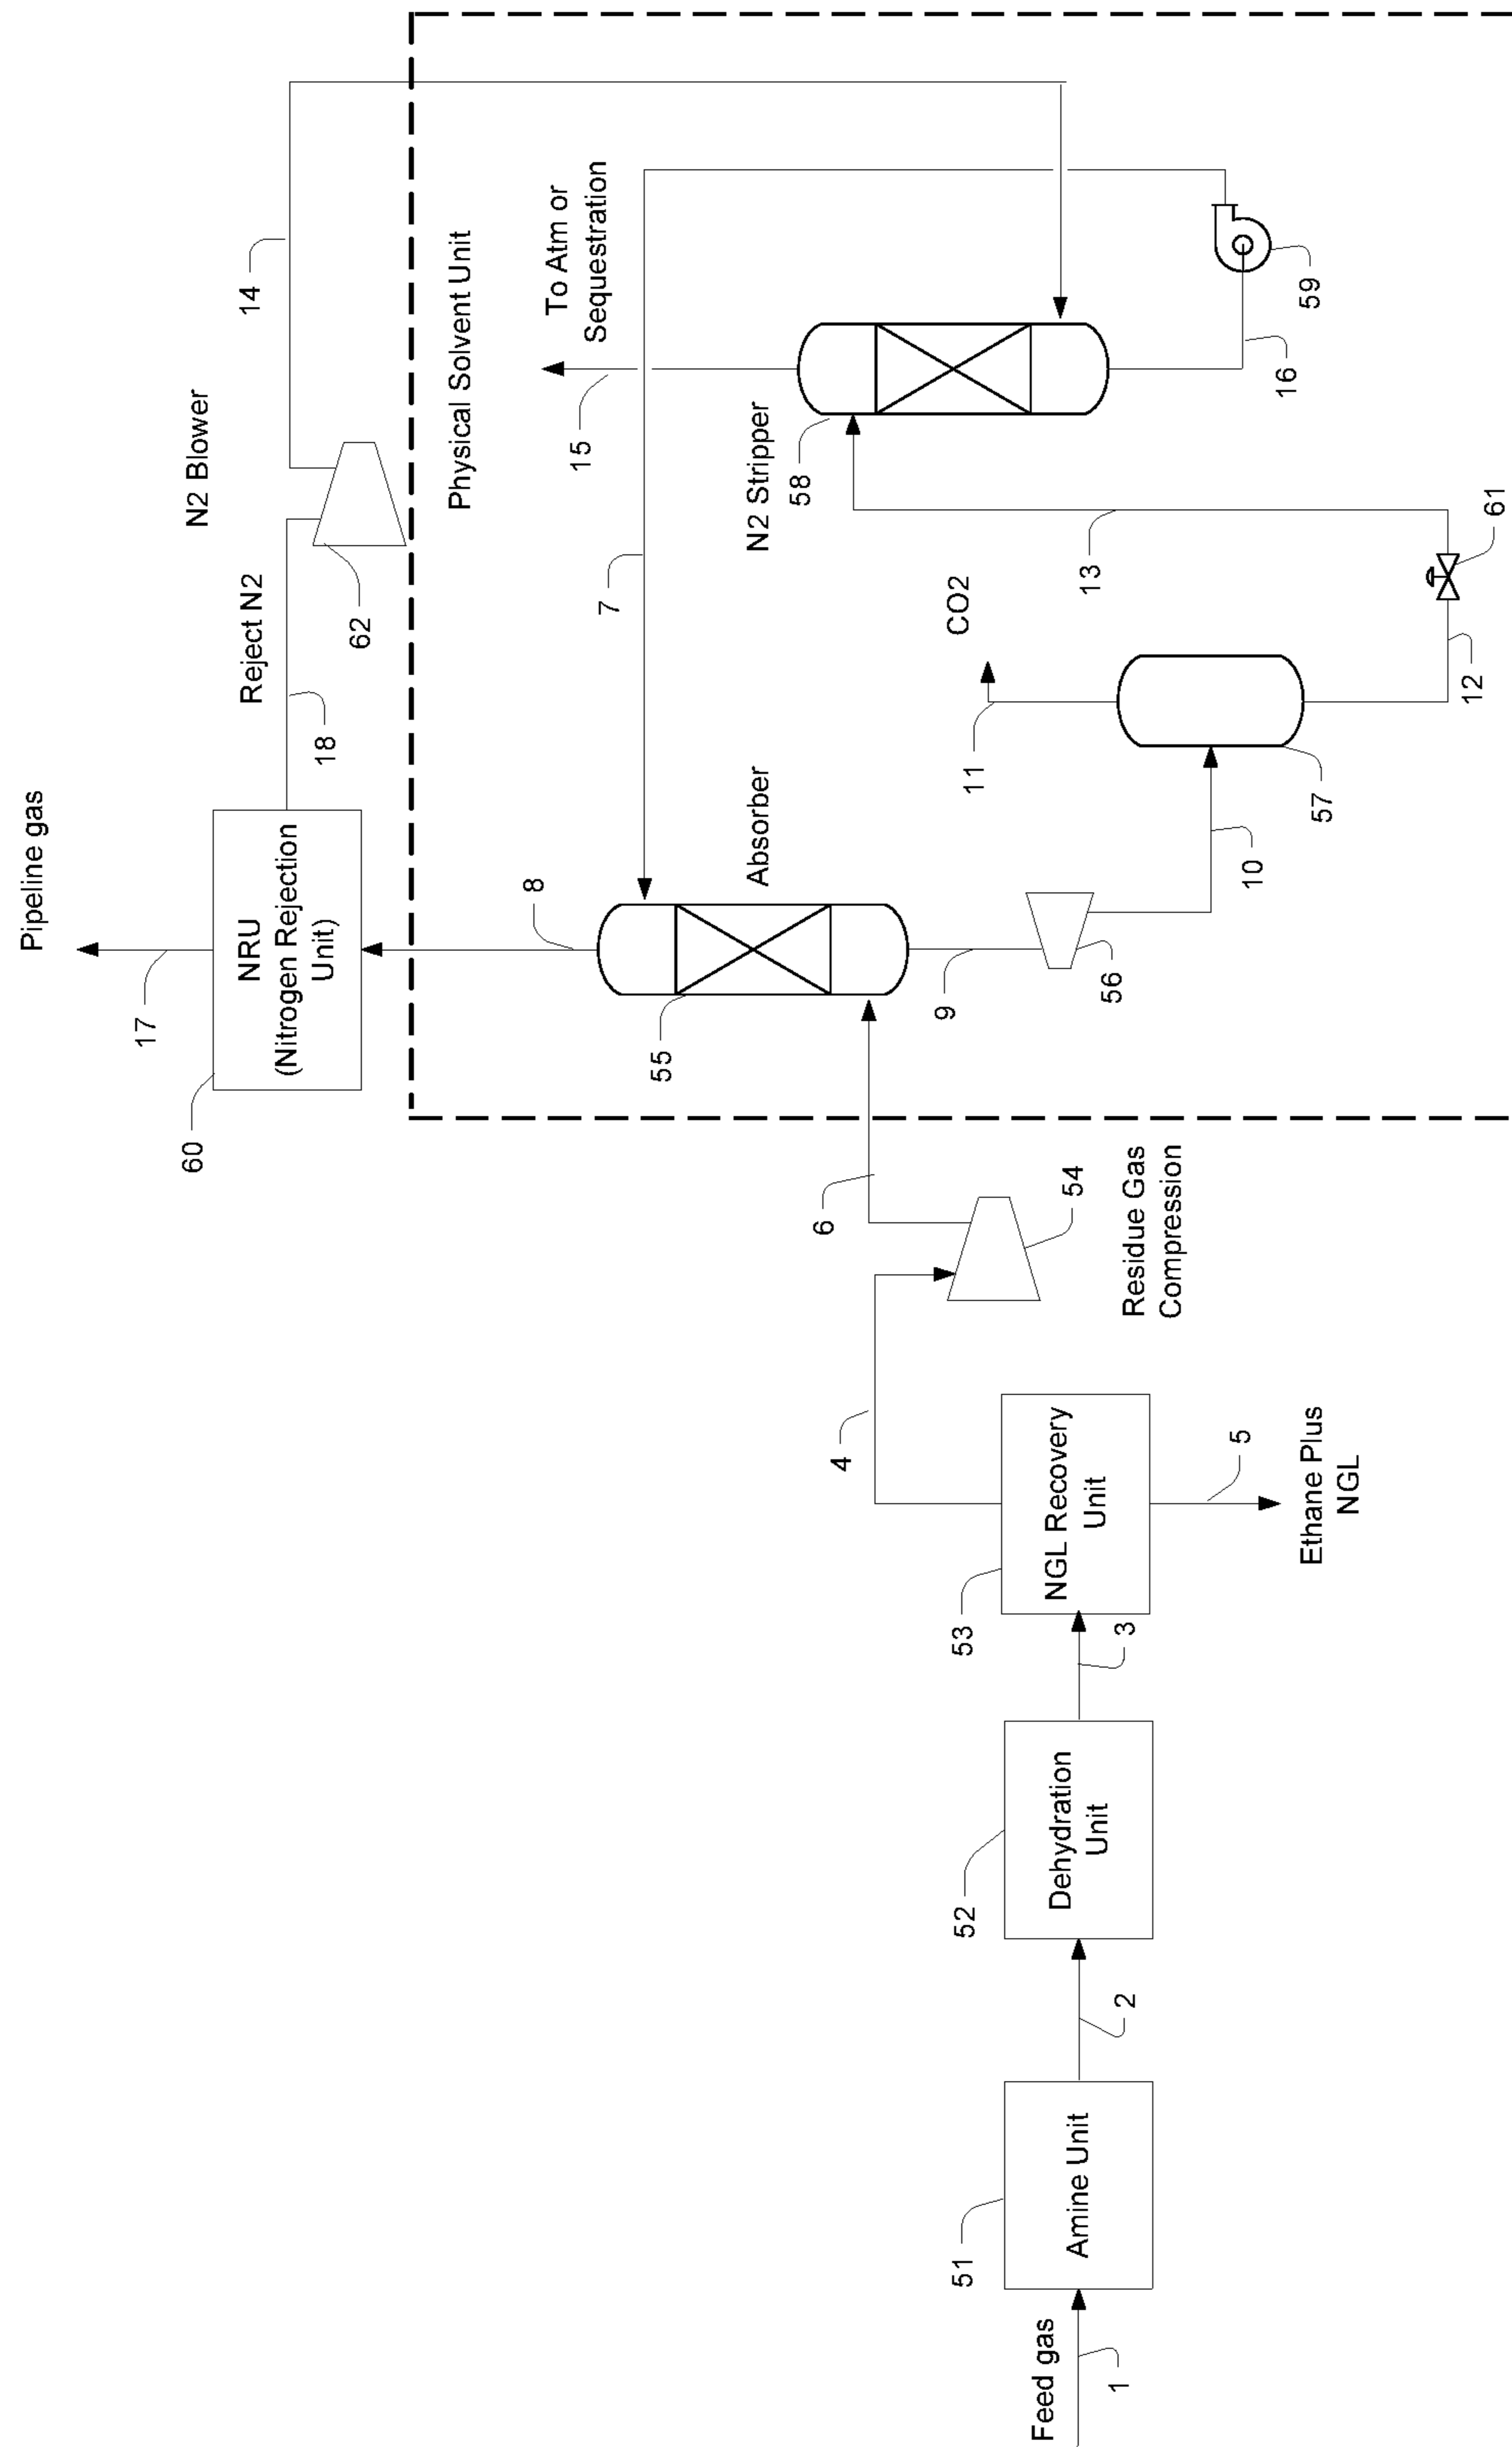 Pipeline gas
17
60
NRU
(Nitrogen Rejection
Unit)
Reject N2
18
N2 Blower
62
14
Physical Solvent Unit
To Atm or
Sequestration
15
7
8
Absorber
55
9
56
10
CO2
11
57
12
61
13
N2 Stripper
58
16
59
6
54
Residue Gas
Compression
4
53
NGL Recovery
Unit
5
Ethane Plus
NGL
3
52
Dehydration
Unit
2
51
Amine Unit
Feed gas
1